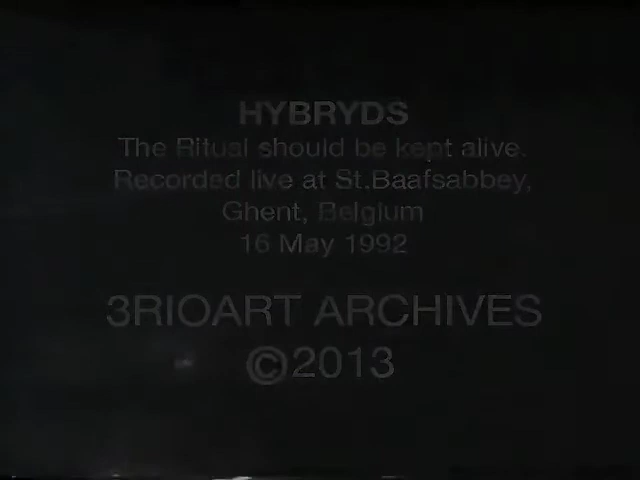 HYBRYDS
The Ritual should be kept alive.
Recorded live at St.Baafsabbey,
Ghent, Belgium
16 May 1992
3RIOART ARCHIVES
©2013